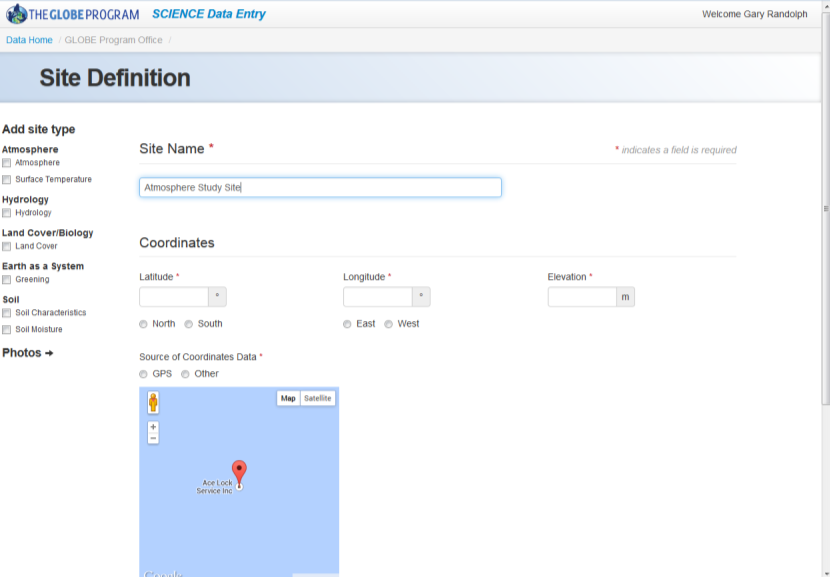 THE GLOBE PROGRAM SCIENCE Data Entry Welcome Gary Randolph
Data Home / GLOBE Program Office /
Site Definition
Add site type
Atmosphere
Atmosphere
Surface Temperature
Hydrology
Hydrology
Land Cover/Biology
Land Cover
Earth as a System
Greening
Soil
Soil Characteristics
Soil Moisture
Photos →
Site Name * * indicates a field is required
Atmosphere Study Site
Coordinates
Latitude * Longitude * Elevation *
° ° m
North South East West
Source of Coordinates Data *
GPS Other
Map Satellite
+
−
Ace Lock
Service Inc
Google